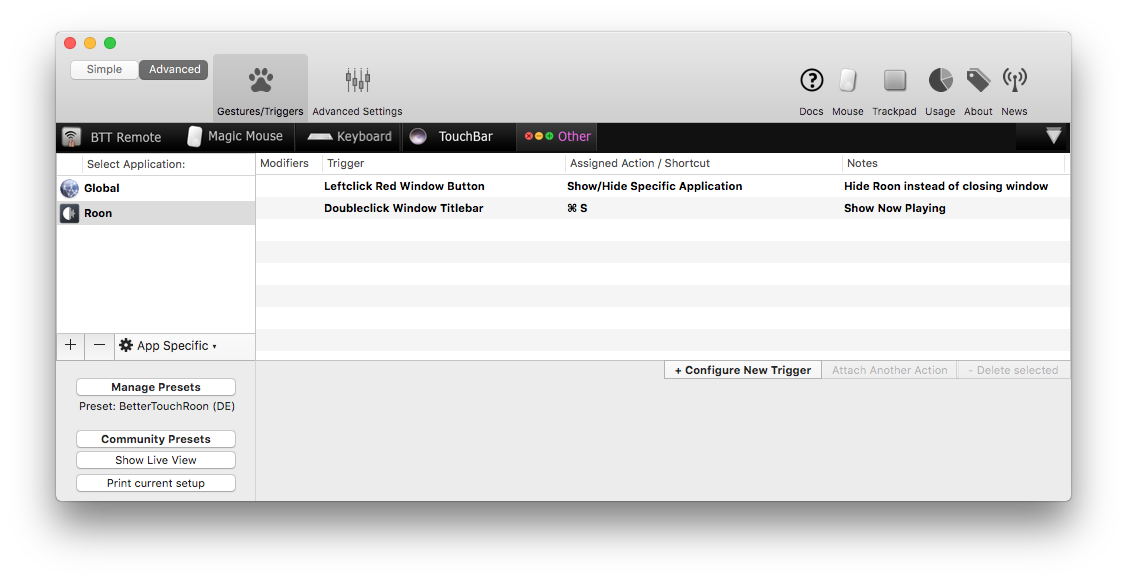 Simple Advanced
Gestures/Triggers Advanced Settings Docs Mouse Trackpad Usage About News
BTT Remote Magic Mouse Keyboard TouchBar Other
Select Application: Modifiers Trigger Assigned Action / Shortcut Notes
Global Leftclick Red Window Button Show/Hide Specific Application Hide Roon instead of closing window
Roon Doubleclick Window Titlebar ⌘ S Show Now Playing
App Specific
+ Configure New Trigger Attach Another Action - Delete selected
Manage Presets
Preset: BetterTouchRoon (DE)
Community Presets
Show Live View
Print current setup